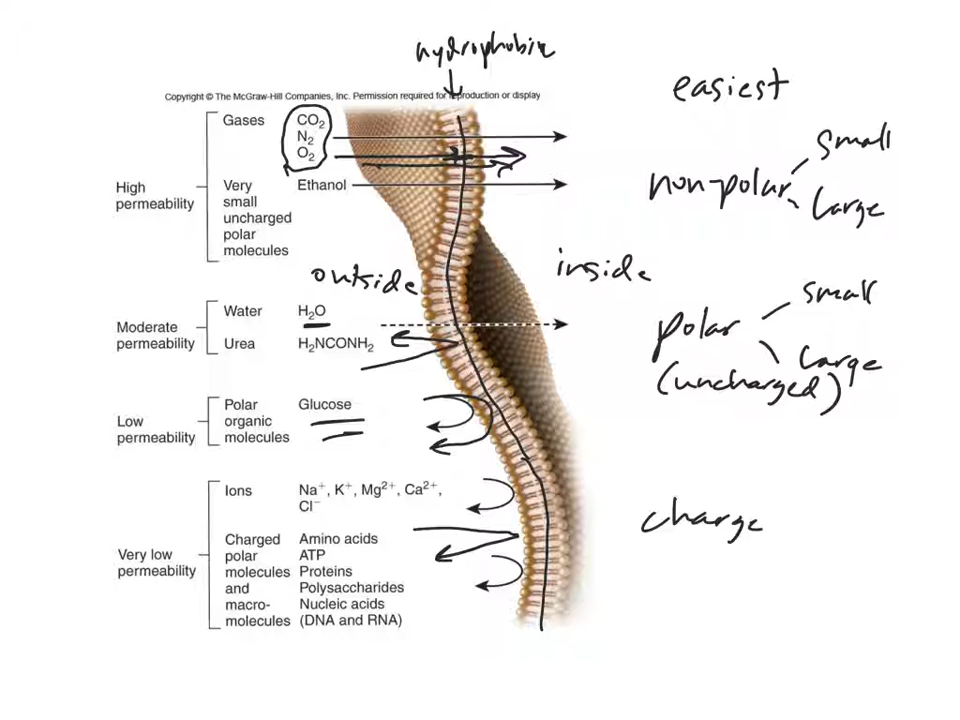 hydrophobic
easiest
Copyright © The McGraw-Hill Companies, Inc. Permission required for reproduction or display
Gases
CO2
N2
O2
small
non-polar
Large
High
permeability
Very
small
uncharged
polar
molecules
Ethanol
outside
inside
small
polar
Large
(uncharged)
Moderate
permeability
Water
H2O
Urea
H2NCONH2
Low
permeability
Polar
organic
molecules
Glucose
charge
Very low
permeability
Ions
Na+, K+, Mg2+, Ca2+,
Cl−
Charged
polar
molecules
and
macro-
molecules
Amino acids
ATP
Proteins
Polysaccharides
Nucleic acids
(DNA and RNA)